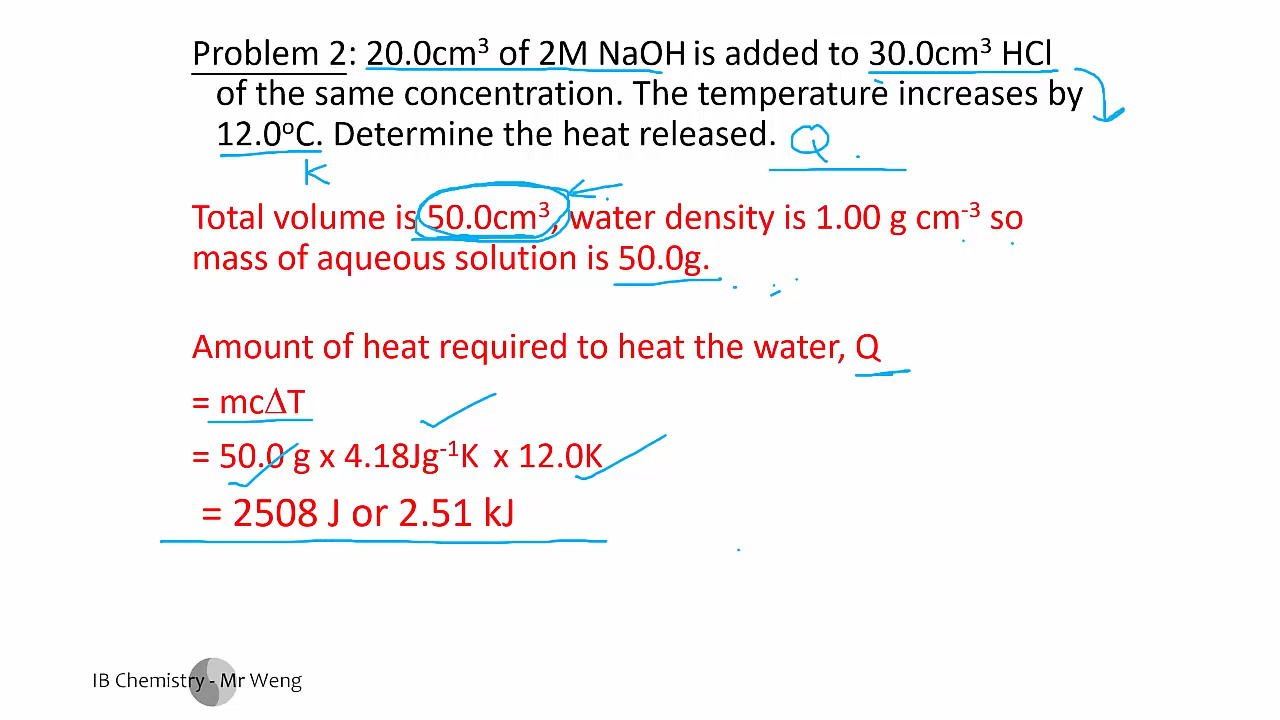 Problem 2: 20.0cm³ of 2M NaOH is added to 30.0cm³ HCl
of the same concentration. The temperature increases by
12.0ºC. Determine the heat released. Q
K
Total volume is 50.0cm³, water density is 1.00 g cm⁻³ so
mass of aqueous solution is 50.0g.
Amount of heat required to heat the water, Q
= mcΔT
= 50.0 g x 4.18Jg⁻¹K x 12.0K
= 2508 J or 2.51 kJ
IB Chemistry - Mr Weng